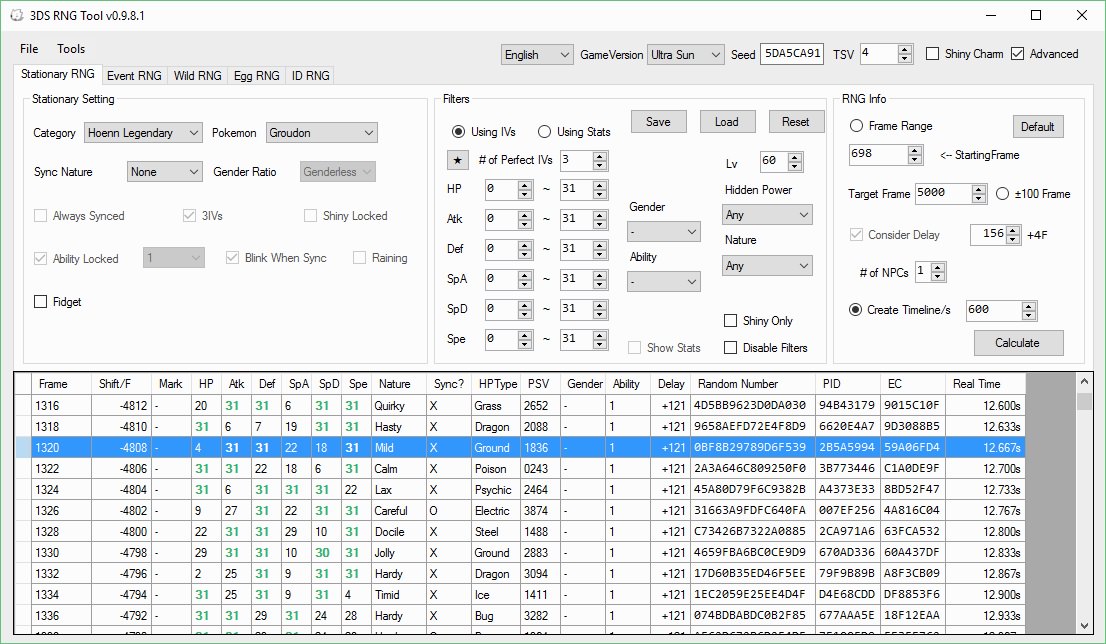 3DS RNG Tool v0.9.8.1
File Tools
English GameVersion Ultra Sun Seed 5DA5CA91 TSV 4 Shiny Charm Advanced
Stationary RNG Event RNG Wild RNG Egg RNG ID RNG
Stationary Setting
Category Hoenn Legendary Pokemon Groudon
Sync Nature None Gender Ratio Genderless
Always Synced 3IVs Shiny Locked
Ability Locked 1 Blink When Sync Raining
Fidget
Filters
Using IVs Using Stats Save Load Reset
★ # of Perfect IVs 3 Lv 60
HP 0 ~ 31
Atk 0 ~ 31
Def 0 ~ 31
SpA 0 ~ 31
SpD 0 ~ 31
Spe 0 ~ 31
Gender
-
Ability
-
Hidden Power
Any
Nature
Any
Shiny Only
Show Stats Disable Filters
RNG Info
Frame Range Default
698 <-- StartingFrame
Target Frame 5000 ±100 Frame
Consider Delay 156 +4F
# of NPCs 1
Create Timeline/s 600
Calculate
Frame Shift/F Mark HP Atk Def SpA SpD Spe Nature Sync? HPType PSV Gender Ability Delay Random Number PID EC Real Time
1316 -4812 - 20 31 31 6 31 31 Quirky X Grass 2652 - 1 +121 4D5BB9623D0DA030 94B43179 9015C10F 12.600s
1318 -4810 - 31 6 7 19 31 31 Hasty X Dragon 2088 - 1 +121 9658AEFD72E4F8D9 6620E4A7 9D3088B5 12.633s
1320 -4808 - 4 31 31 22 18 31 Mild X Ground 1836 - 1 +121 0BF8B29789D6F539 2B5A5994 59A06FD4 12.667s
1322 -4806 - 31 31 22 18 6 31 Calm X Poison 0243 - 1 +121 2A3A646C809250F0 3B773446 C1A0DE9F 12.700s
1324 -4804 - 31 6 31 31 31 22 Lax X Psychic 2464 - 1 +121 45A80D79F6C9382B A4373E33 8BD52F47 12.733s
1326 -4802 - 9 27 31 22 31 31 Careful O Electric 3874 - 1 +121 31663A9FDFC640FA 007EF256 4A816C04 12.767s
1328 -4800 - 22 31 31 29 10 31 Docile X Steel 1488 - 1 +121 C73426B7322A0885 2CA971A6 63FCA532 12.800s
1330 -4798 - 29 31 31 10 30 31 Jolly X Ground 2883 - 1 +121 4659FBA6BC0CE9D9 670AD336 60A437DF 12.833s
1332 -4796 - 2 25 31 9 31 31 Hardy X Dragon 3094 - 1 +121 17D60B35ED46F5EE 79F9B89B A8F3CB09 12.867s
1334 -4794 - 31 25 31 9 31 4 Timid X Ice 1411 - 1 +121 1EC2059E25EE4D4F D4E68CDD DF8853F6 12.900s
1336 -4792 - 31 31 29 31 24 28 Hardy X Bug 3282 - 1 +121 074BDBABDC0B2F85 677AAA5E 18F12EAA 12.933s